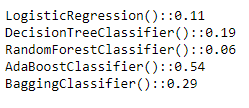 LogisticRegression()::0.11
DecisionTreeClassifier()::0.19
RandomForestClassifier()::0.06
AdaBoostClassifier()::0.54
BaggingClassifier()::0.29